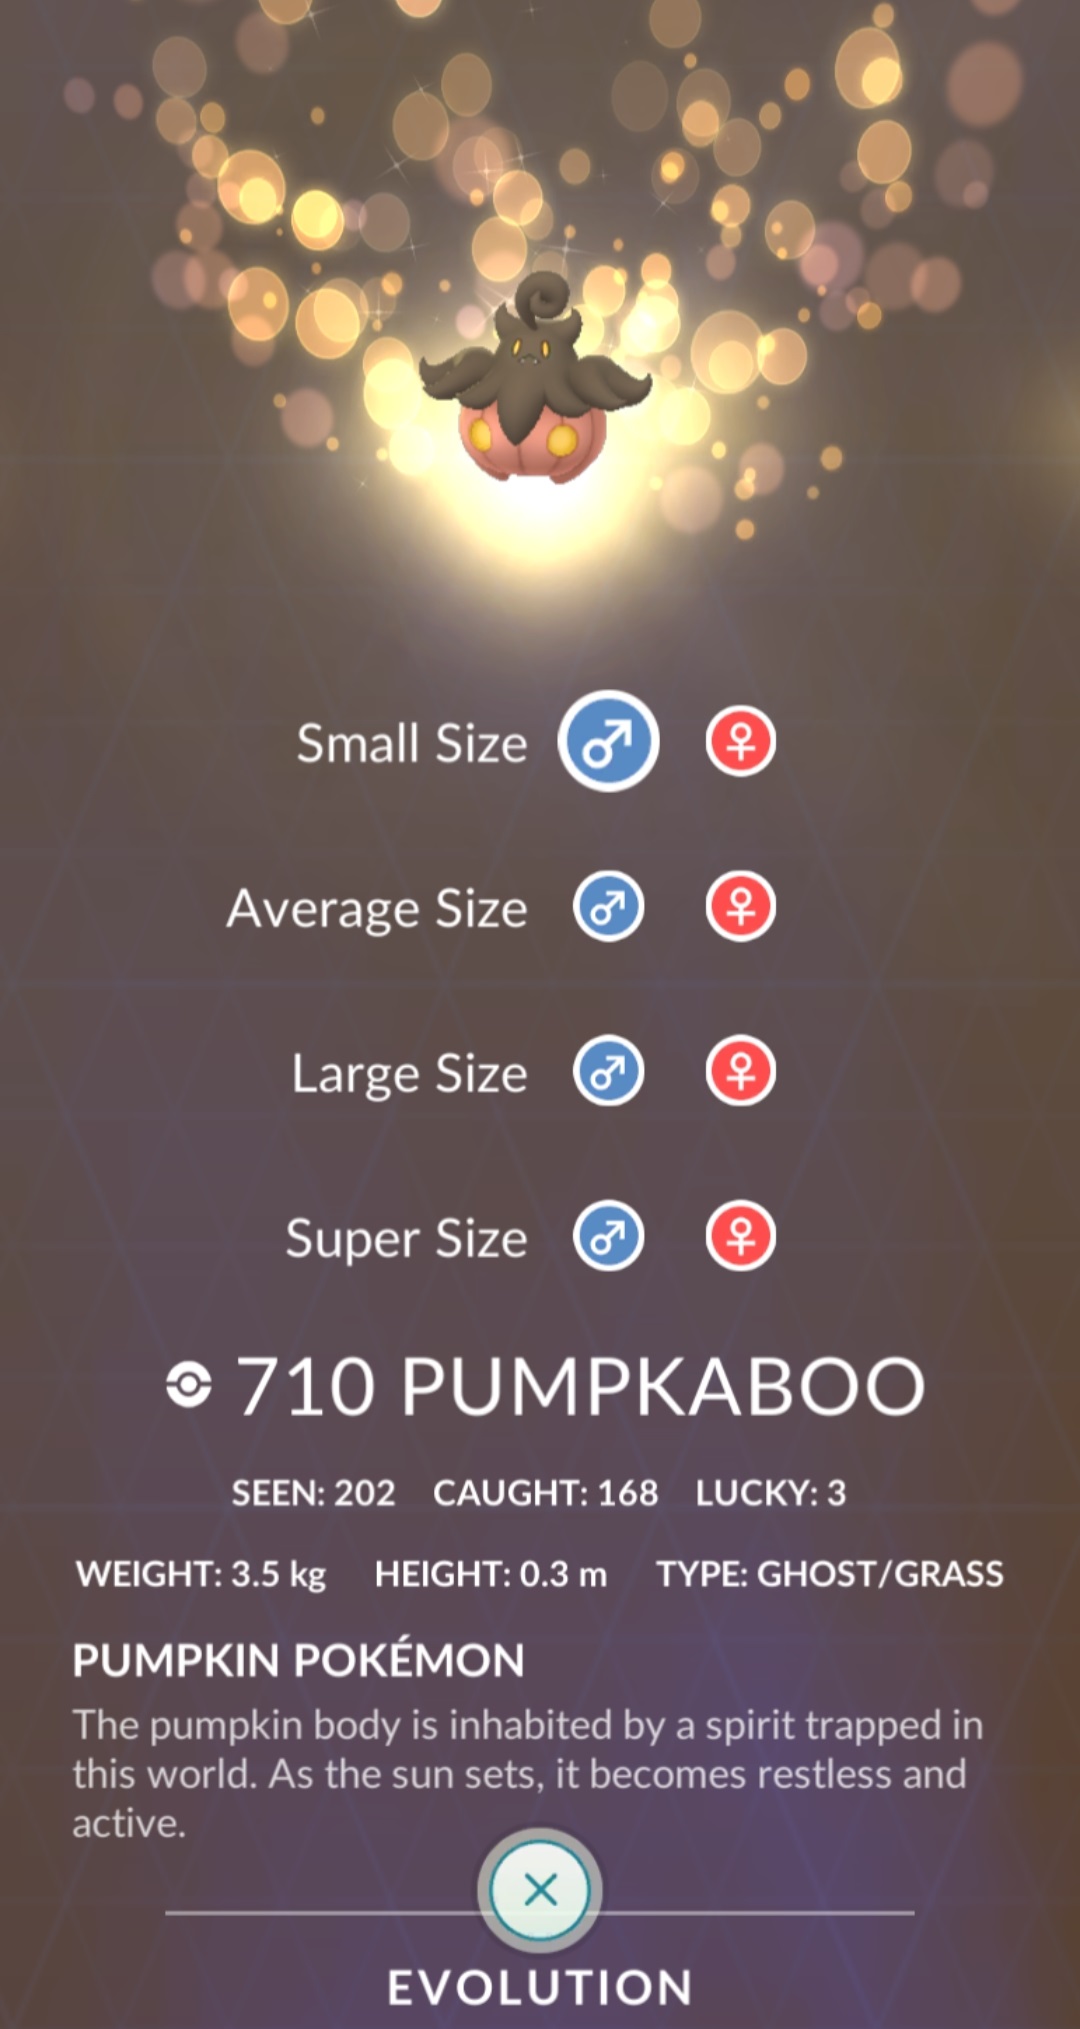 Small Size
Average Size
Large Size
Super Size
710 PUMPKABOO
SEEN: 202 CAUGHT: 168 LUCKY: 3
WEIGHT: 3.5 kg HEIGHT: 0.3 m TYPE: GHOST/GRASS
PUMPKIN POKÉMON
The pumpkin body is inhabited by a spirit trapped in
this world. As the sun sets, it becomes restless and
active.
EVOLUTION